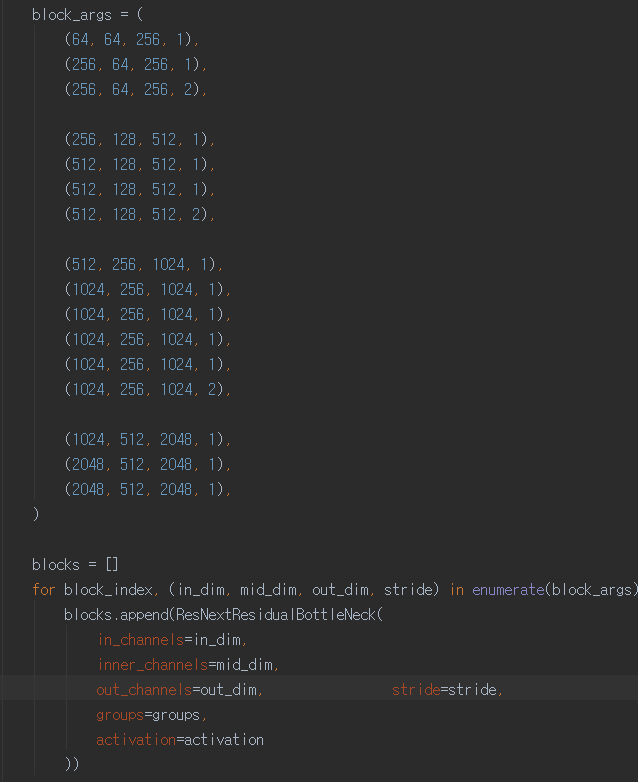 block_args = (
    (64, 64, 256, 1),
    (256, 64, 256, 1),
    (256, 64, 256, 2),

    (256, 128, 512, 1),
    (512, 128, 512, 1),
    (512, 128, 512, 1),
    (512, 128, 512, 2),

    (512, 256, 1024, 1),
    (1024, 256, 1024, 1),
    (1024, 256, 1024, 1),
    (1024, 256, 1024, 1),
    (1024, 256, 1024, 1),
    (1024, 256, 1024, 2),

    (1024, 512, 2048, 1),
    (2048, 512, 2048, 1),
    (2048, 512, 2048, 1),
)

blocks = []
for block_index, (in_dim, mid_dim, out_dim, stride) in enumerate(block_args)
    blocks.append(ResNextResidualBottleNeck(
        in_channels=in_dim,
        inner_channels=mid_dim,
        out_channels=out_dim,                stride=stride,
        groups=groups,
        activation=activation
    ))